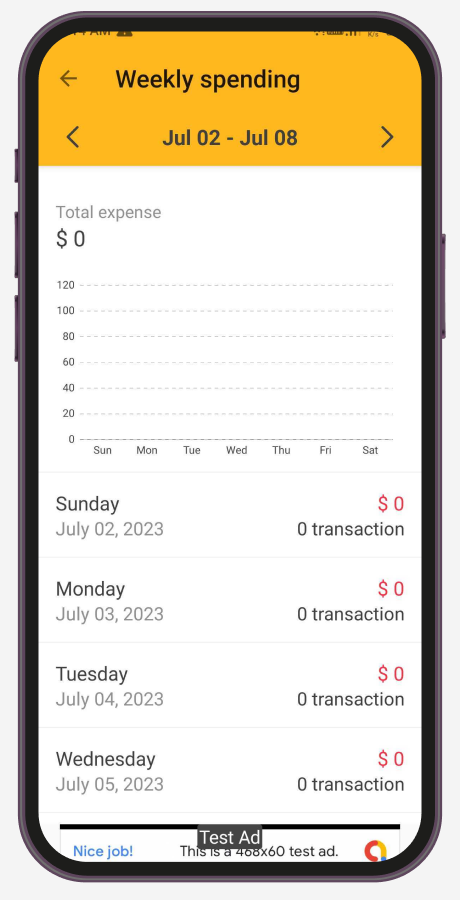 Weekly spending
Jul 02 - Jul 08
Total expense
$ 0
120
100
80
60
40
20
0
Sun Mon Tue Wed Thu Fri Sat
Sunday $ 0
July 02, 2023 0 transaction
Monday $ 0
July 03, 2023 0 transaction
Tuesday $ 0
July 04, 2023 0 transaction
Wednesday $ 0
July 05, 2023 0 transaction
Test Ad
Nice job! This is a 468x60 test ad.